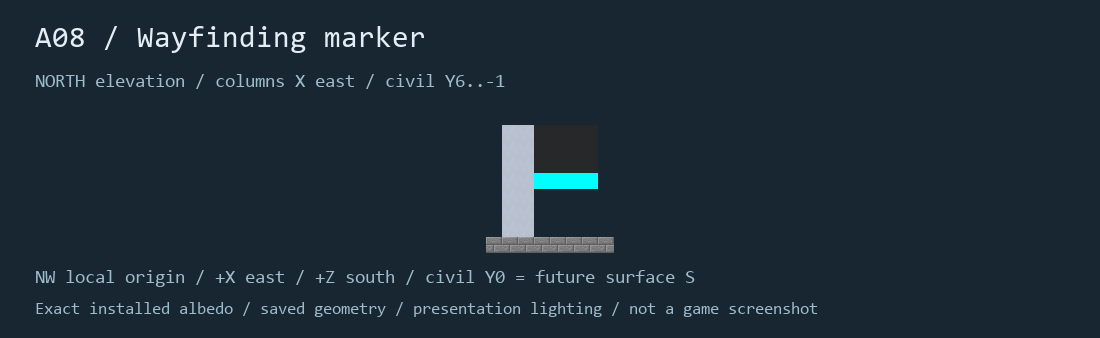 A08 / Wayfinding marker
NORTH elevation / columns X east / civil Y6..-1
NW local origin / +X east / +Z south / civil Y0 = future surface S
Exact installed albedo / saved geometry / presentation lighting / not a game screenshot